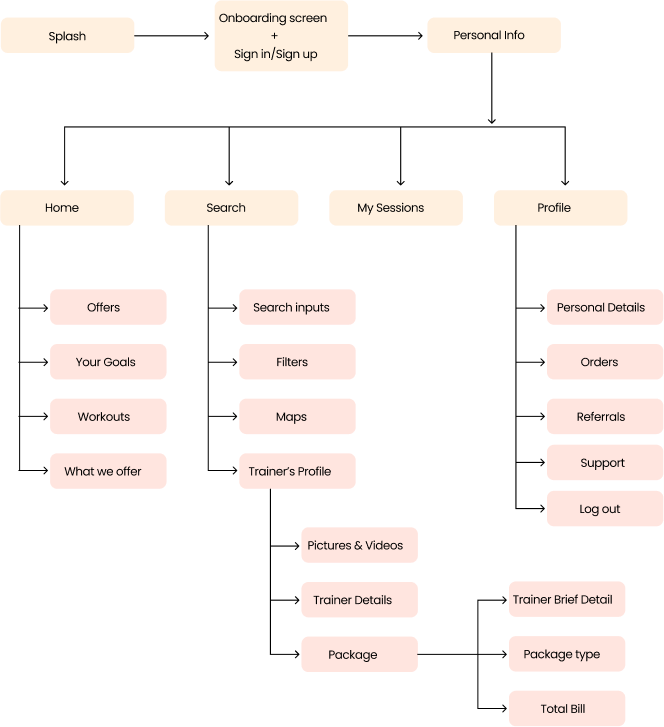 Splash
Onboarding screen
+
Sign in/Sign up
Personal Info
Home
Search
My Sessions
Profile
Offers
Your Goals
Workouts
What we offer
Search inputs
Filters
Maps
Trainer's Profile
Pictures & Videos
Trainer Details
Package
Trainer Brief Detail
Package type
Total Bill
Personal Details
Orders
Referrals
Support
Log out